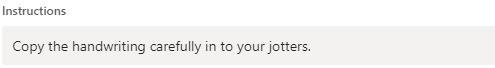 Instructions
Copy the handwriting carefully in to your jotters.